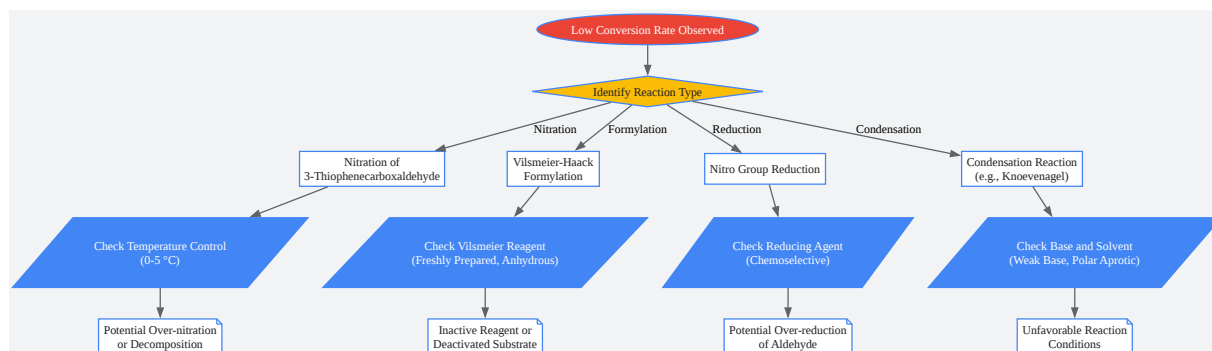 Low Conversion Rate Observed
Identify Reaction Type
Nitration
Formylation
Reduction
Condensation
Nitration of
3-Thiophenecarboxaldehyde
Vilsmeier-Haack
Formylation
Nitro Group Reduction
Condensation Reaction
(e.g., Knoevenagel)
Check Temperature Control
(0-5 °C)
Check Vilsmeier Reagent
(Freshly Prepared, Anhydrous)
Check Reducing Agent
(Chemoselective)
Check Base and Solvent
(Weak Base, Polar Aprotic)
Potential Over-nitration
or Decomposition
Inactive Reagent or
Deactivated Substrate
Potential Over-reduction
of Aldehyde
Unfavorable Reaction
Conditions